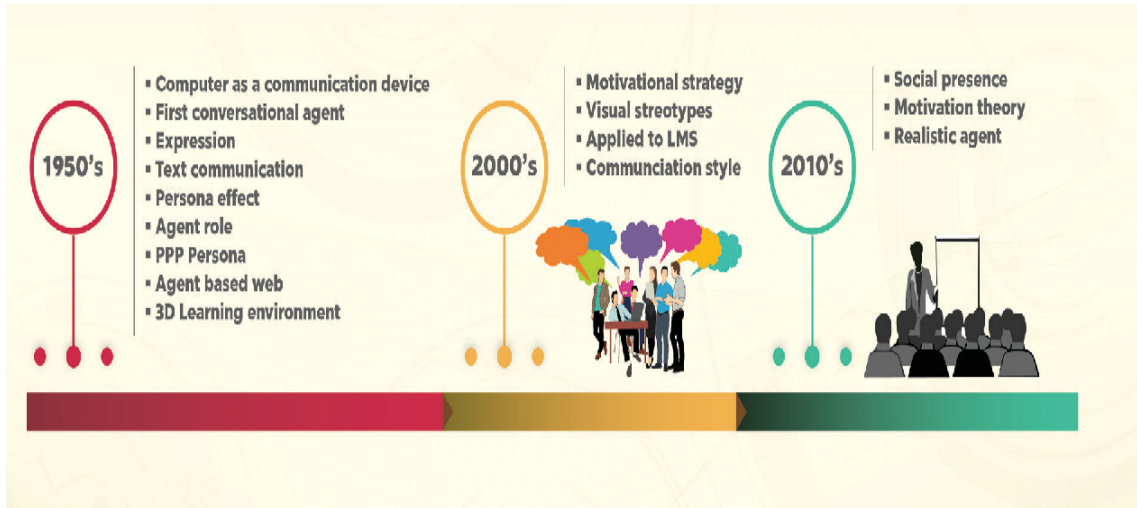 1950's
▪ Computer as a communication device
▪ First conversational agent
▪ Expression
▪ Text communication
▪ Persona effect
▪ Agent role
▪ PPP Persona
▪ Agent based web
▪ 3D Learning environment
2000's
▪ Motivational strategy
▪ Visual streotypes
▪ Applied to LMS
▪ Communciation style
2010's
▪ Social presence
▪ Motivation theory
▪ Realistic agent